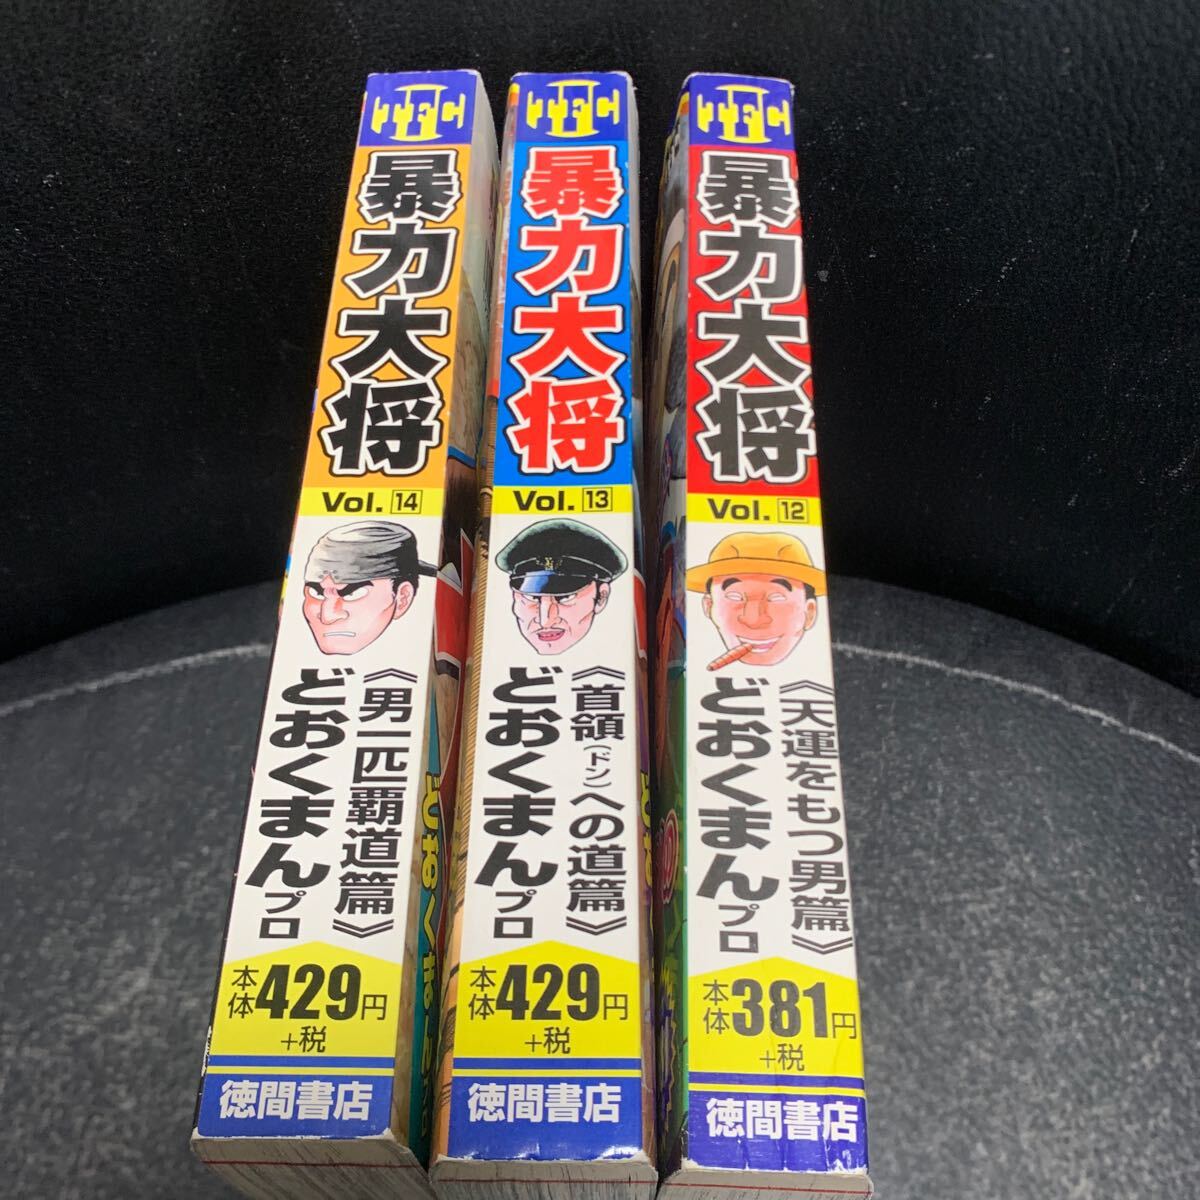 TFC
暴力大将
Vol. 14
《男一匹覇道篇》
どおくまんプロ
本体429円
+税
徳間書店
TFC
暴力大将
Vol. 13
《首領(ドン)への道篇》
どおくまんプロ
本体429円
+税
徳間書店
TFC
暴力大将
Vol. 12
《天運をもつ男篇》
どおくまんプロ
本体381円
+税
徳間書店